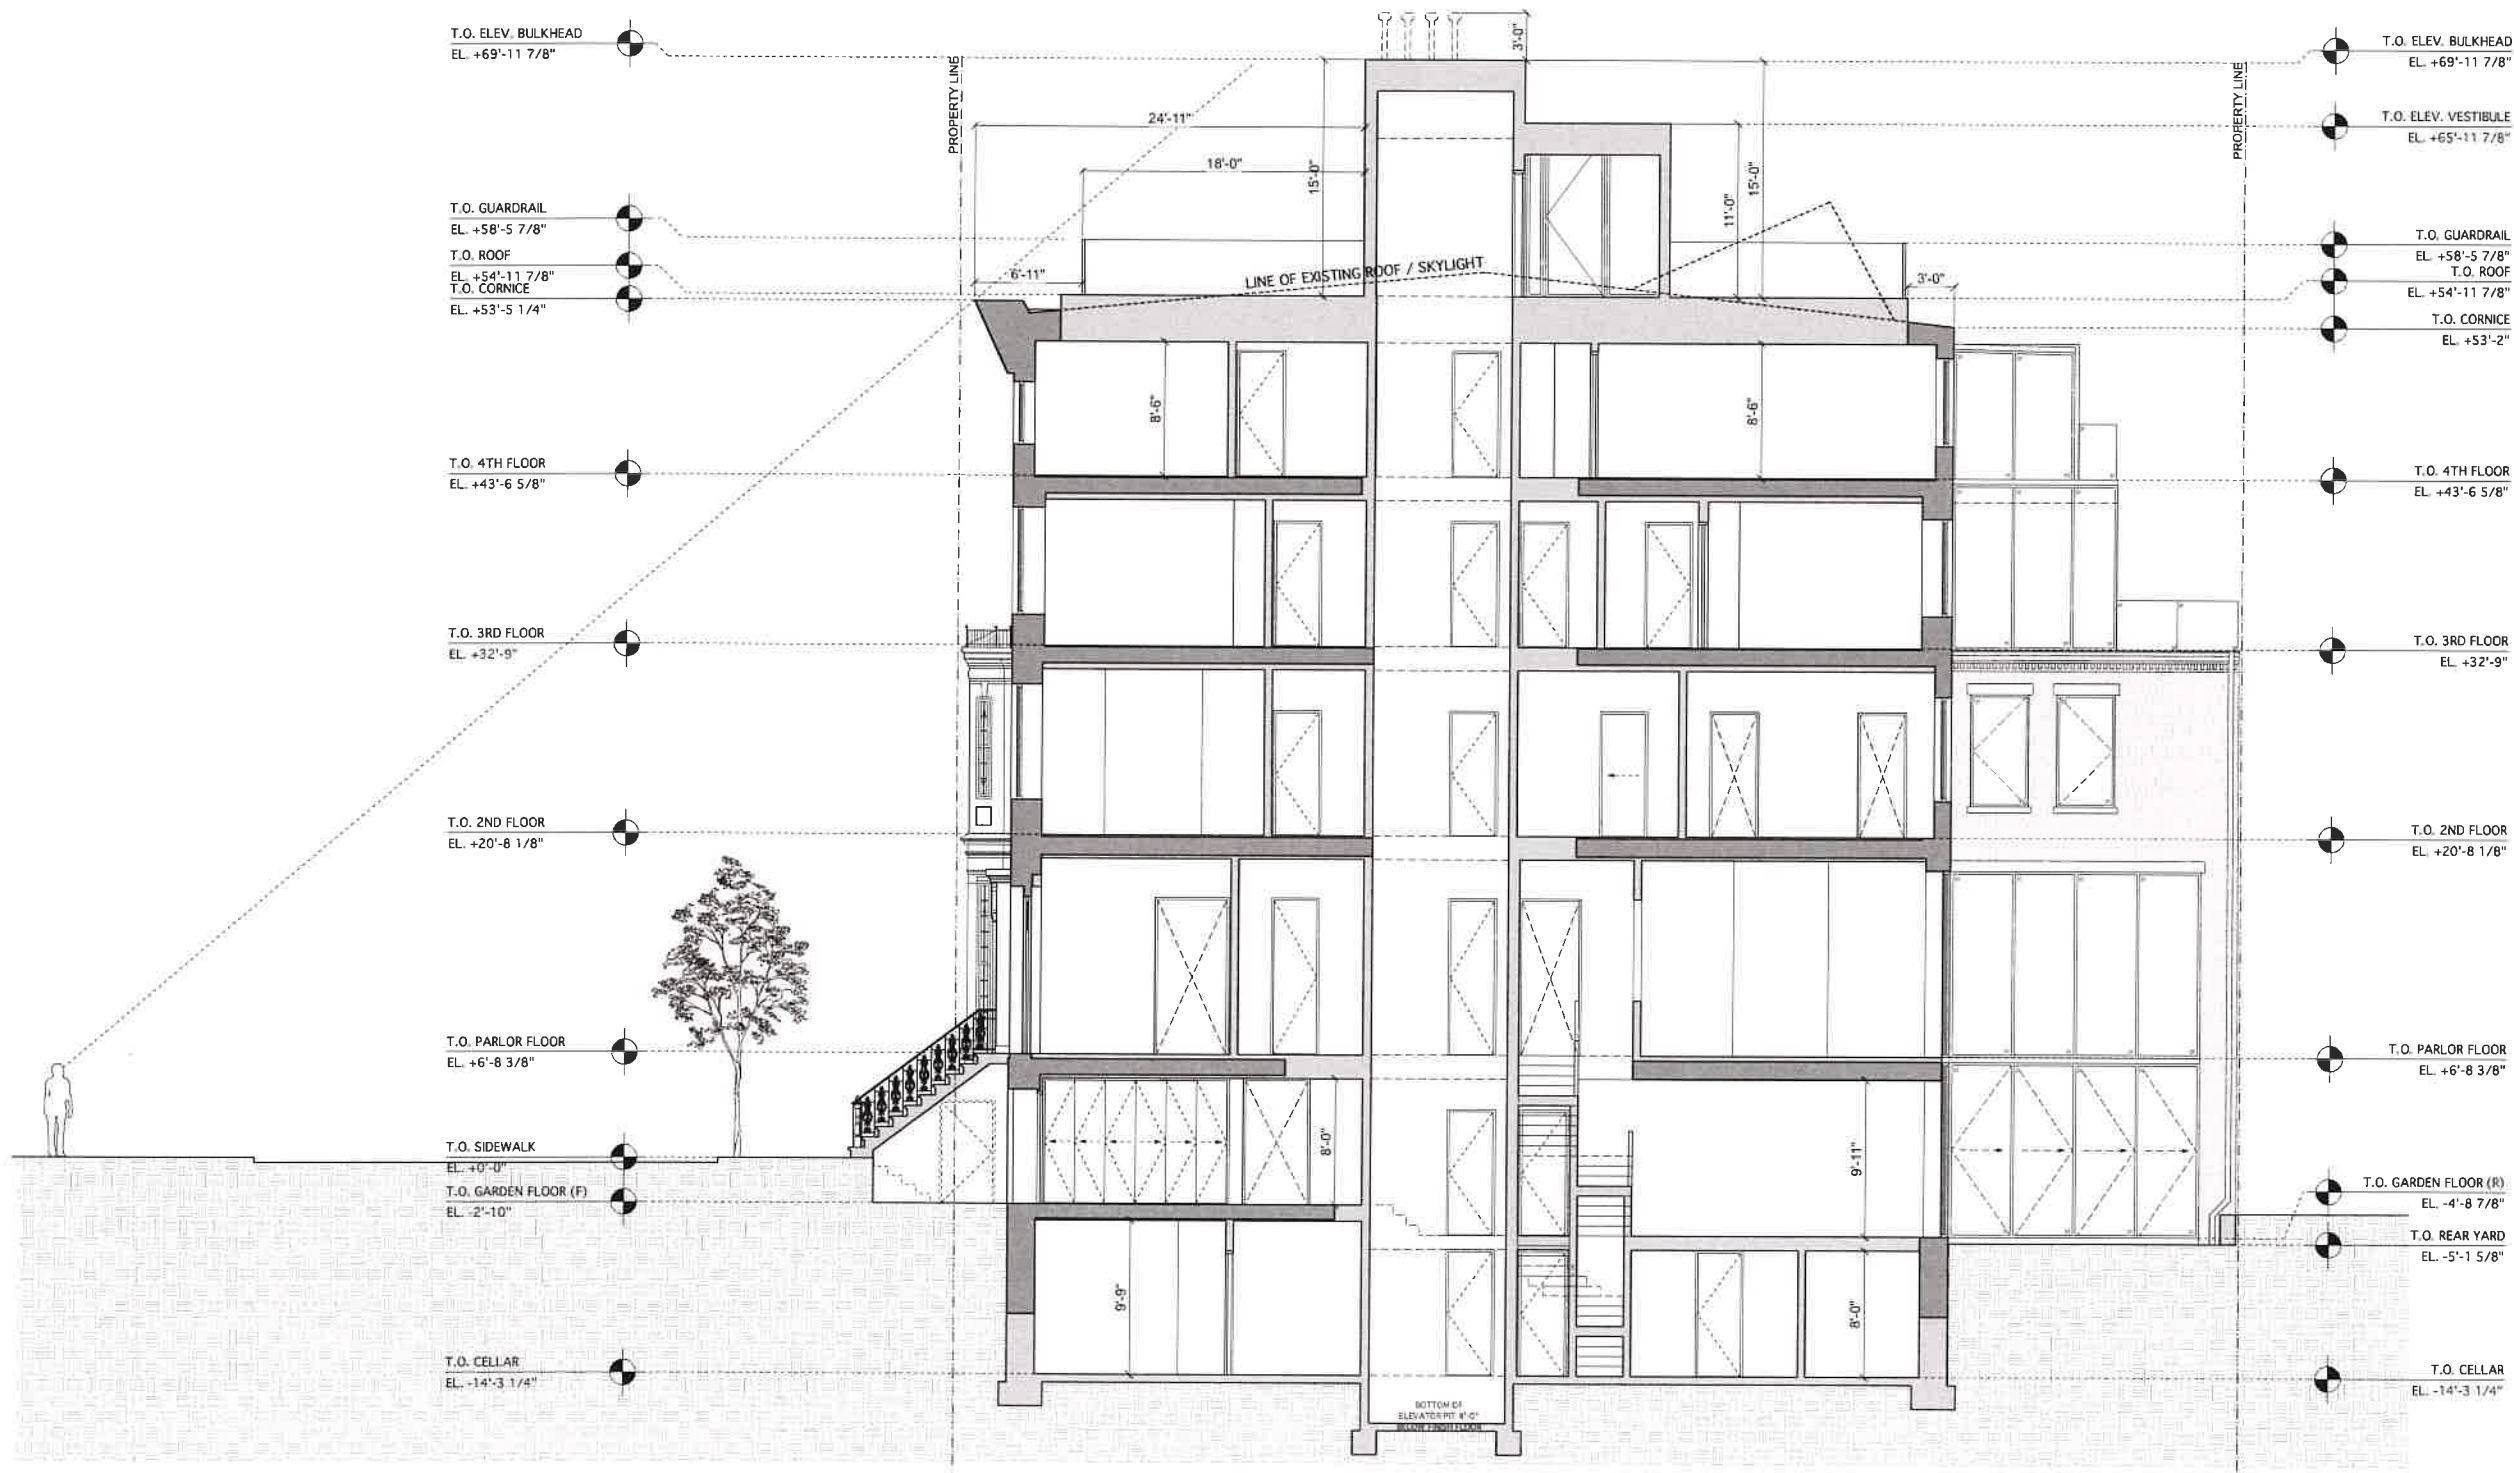 T.O. ELEV. BULKHEAD
EL. +69'-11 7/8"
T.O. GUARDRAIL
EL. +58'-5 7/8"
T.O. ROOF
EL. +54'-11 7/8"
T.O. CORNICE
EL. +53'-5 1/4"
T.O. 4TH FLOOR
EL. +43'-6 5/8"
T.O. 3RD FLOOR
EL. +32'-9"
T.O. 2ND FLOOR
EL. +20'-8 1/8"
T.O. PARLOR FLOOR
EL. +6'-8 3/8"
T.O. SIDEWALK
EL. +0'-0"
T.O. GARDEN FLOOR (F)
EL. -2'-10"
T.O. CELLAR
EL. -14'-3 1/4"
PROPERTY LINE
3'-0"
24'-11"
18'-0"
15'-0"
6'-11"
11'-0"
15'-0"
3'-0"
LINE OF EXISTING ROOF / SKYLIGHT
8'-6"
8'-6"
8'-0"
9'-11"
9'-9"
8'-0"
BOTTOM OF
ELEVATOR PIT 4'-0"
BELOW FINISH FLOOR
PROPERTY LINE
T.O. ELEV. BULKHEAD
EL. +69'-11 7/8"
T.O. ELEV. VESTIBULE
EL. +65'-11 7/8"
T.O. GUARDRAIL
EL. +58'-5 7/8"
T.O. ROOF
EL. +54'-11 7/8"
T.O. CORNICE
EL. +53'-2"
T.O. 4TH FLOOR
EL. +43'-6 5/8"
T.O. 3RD FLOOR
EL. +32'-9"
T.O. 2ND FLOOR
EL. +20'-8 1/8"
T.O. PARLOR FLOOR
EL. +6'-8 3/8"
T.O. GARDEN FLOOR (R)
EL. -4'-8 7/8"
T.O. REAR YARD
EL. -5'-1 5/8"
T.O. CELLAR
EL. -14'-3 1/4"